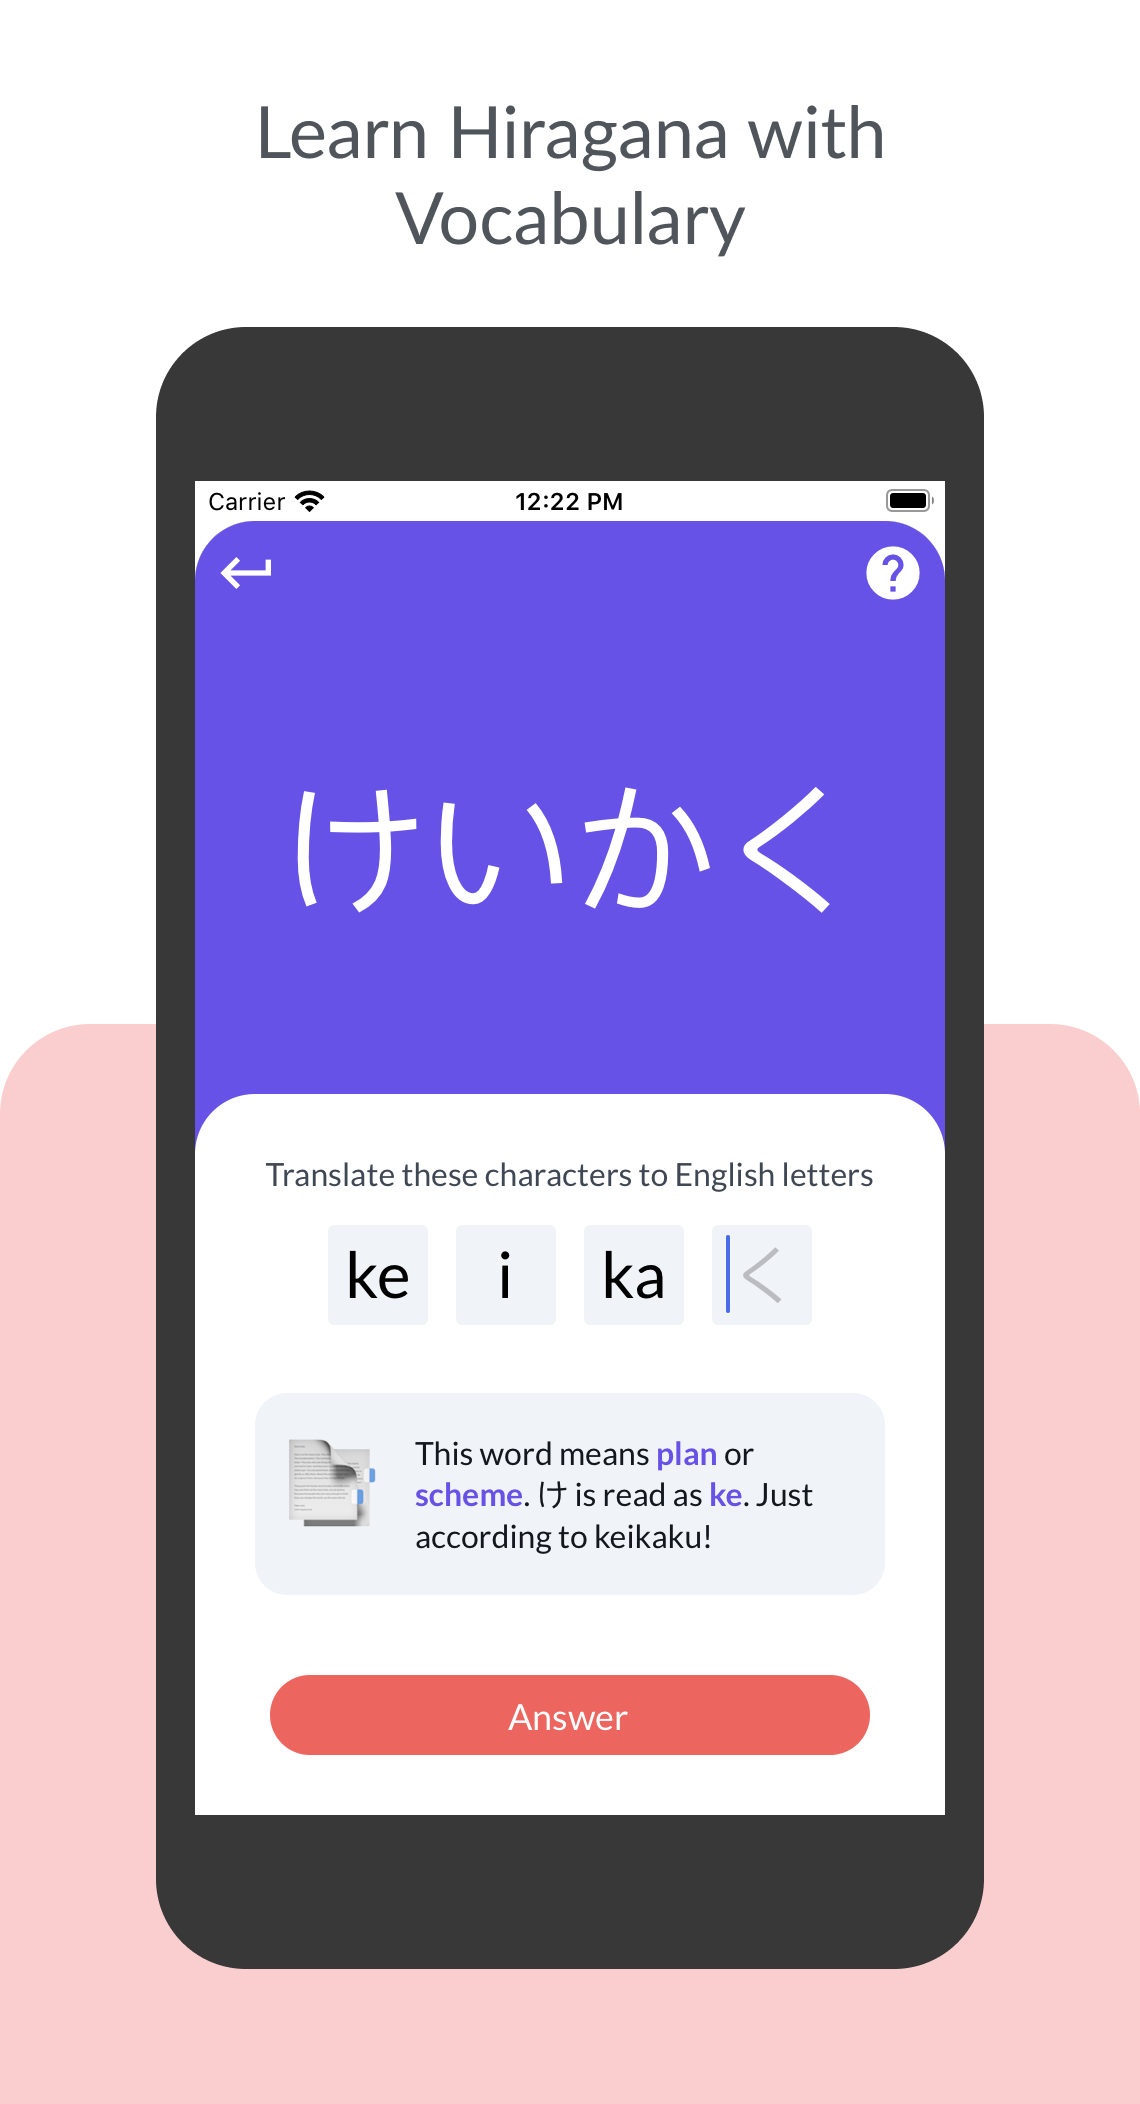 Learn Hiragana with
Vocabulary
Carrier 12:22 PM
けいかく
Translate these characters to English letters
ke i ka く
This word means plan or
scheme. け is read as ke. Just
according to keikaku!
Answer